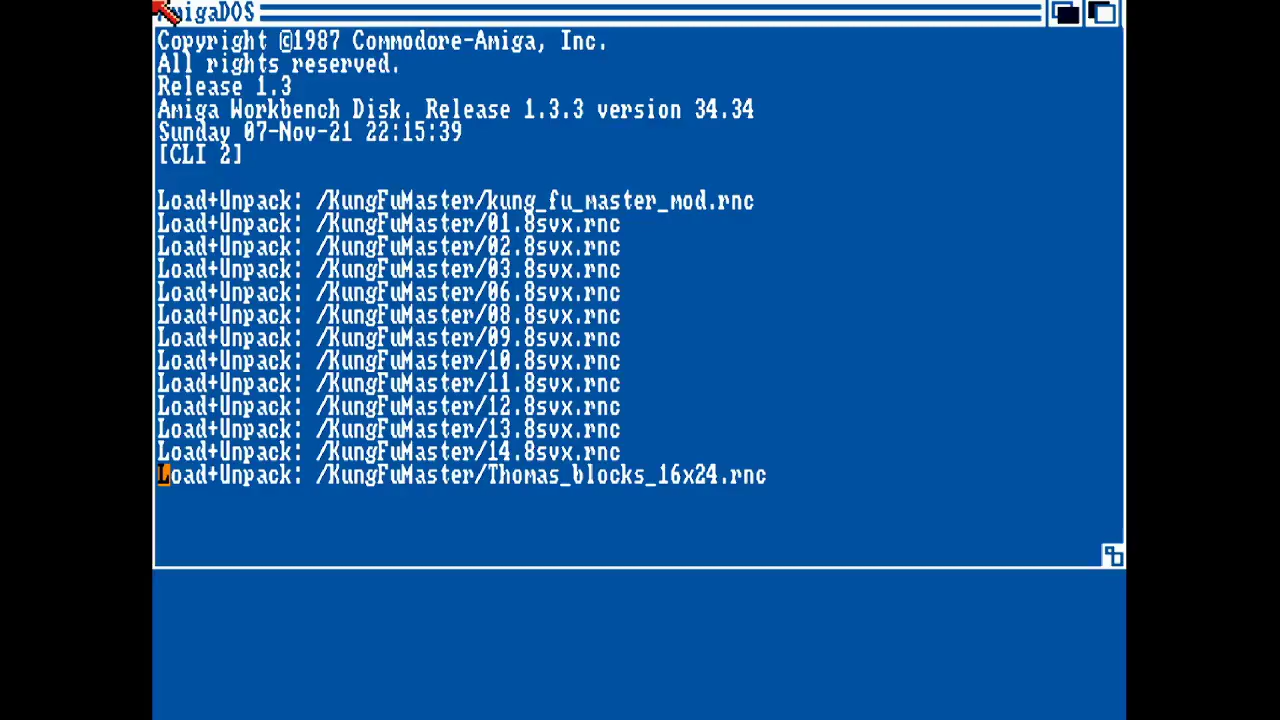 AmigaDOS
Copyright ©1987 Commodore-Amiga, Inc.
All rights reserved.
Release 1.3
Amiga Workbench Disk. Release 1.3.3 version 34.34
Sunday 07-Nov-21 22:15:39
[CLI 2]
Load+Unpack: /KungFuMaster/kung_fu_master_mod.rnc
Load+Unpack: /KungFuMaster/01.8svx.rnc
Load+Unpack: /KungFuMaster/02.8svx.rnc
Load+Unpack: /KungFuMaster/03.8svx.rnc
Load+Unpack: /KungFuMaster/06.8svx.rnc
Load+Unpack: /KungFuMaster/08.8svx.rnc
Load+Unpack: /KungFuMaster/09.8svx.rnc
Load+Unpack: /KungFuMaster/10.8svx.rnc
Load+Unpack: /KungFuMaster/11.8svx.rnc
Load+Unpack: /KungFuMaster/12.8svx.rnc
Load+Unpack: /KungFuMaster/13.8svx.rnc
Load+Unpack: /KungFuMaster/14.8svx.rnc
Load+Unpack: /KungFuMaster/Thomas_blocks_16x24.rnc